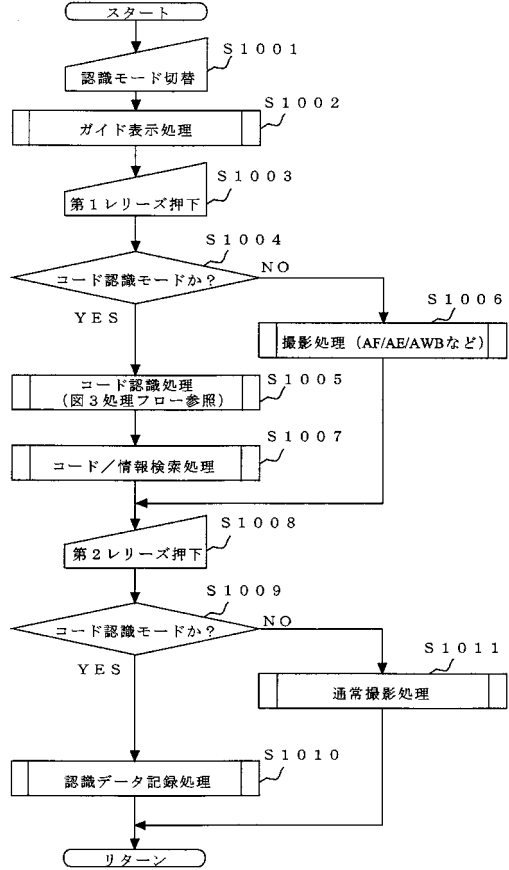 スタート
S1001
認識モード切替
S1002
ガイド表示処理
S1003
第1レリーズ押下
S1004
コード認識モードか?
NO
YES
S1006
撮影処理(AF/AE/AWBなど)
S1005
コード認識処理
(図3処理フロー参照)
S1007
コード/情報検索処理
S1008
第2レリーズ押下
S1009
コード認識モードか?
NO
YES
S1011
通常撮影処理
S1010
認識データ記録処理
リターン